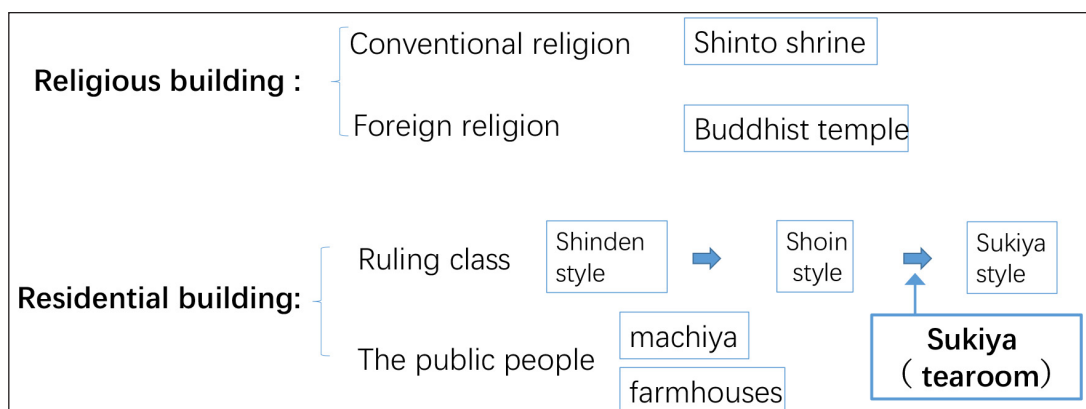 Religious building :
Conventional religion
Shinto shrine
Foreign religion
Buddhist temple
Residential building:
Ruling class
Shinden
style
Shoin
style
Sukiya
style
The public people
machiya
farmhouses
Sukiya
（ tearoom）